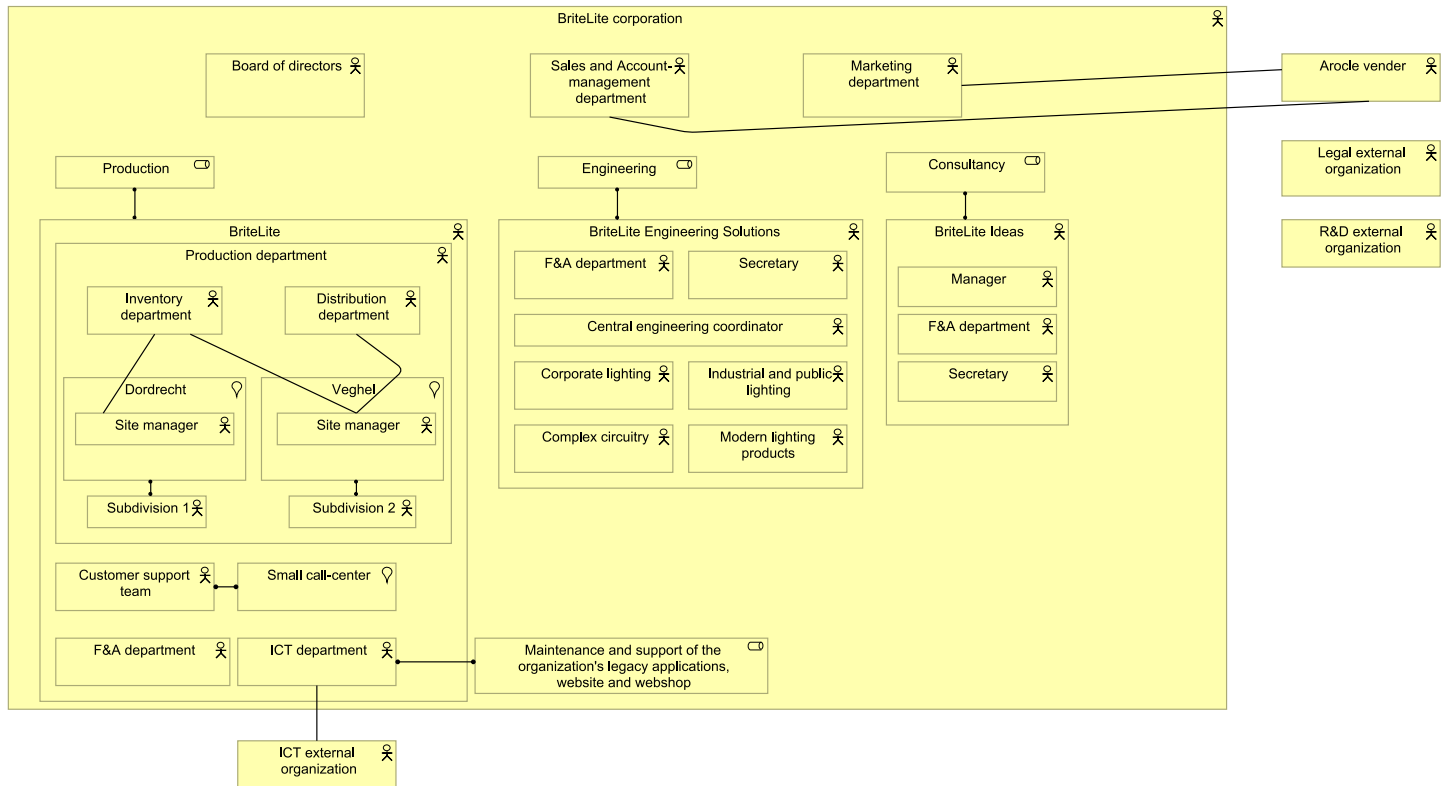 BriteLite corporation
Board of directors
Sales and Account-
management
department
Marketing
department
Arocle vender
Legal external
organization
R&D external
organization
Production
Engineering
Consultancy
BriteLite
Production department
Inventory
department
Distribution
department
Dordrecht
Site manager
Veghel
Site manager
Subdivision 1
Subdivision 2
Customer support
team
Small call-center
F&A department
ICT department
BriteLite Engineering Solutions
F&A department
Secretary
Central engineering coordinator
Corporate lighting
Industrial and public
lighting
Complex circuitry
Modern lighting
products
BriteLite Ideas
Manager
F&A department
Secretary
Maintenance and support of the
organization's legacy applications,
website and webshop
ICT external
organization